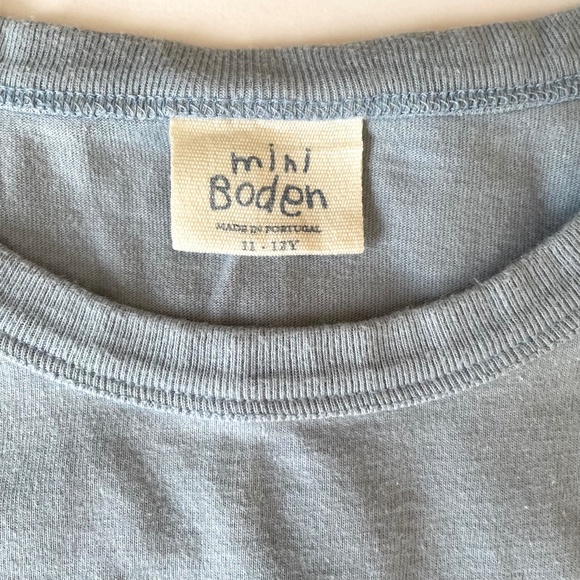 mini
Boden
MADE IN PORTUGAL
11 - 12Y